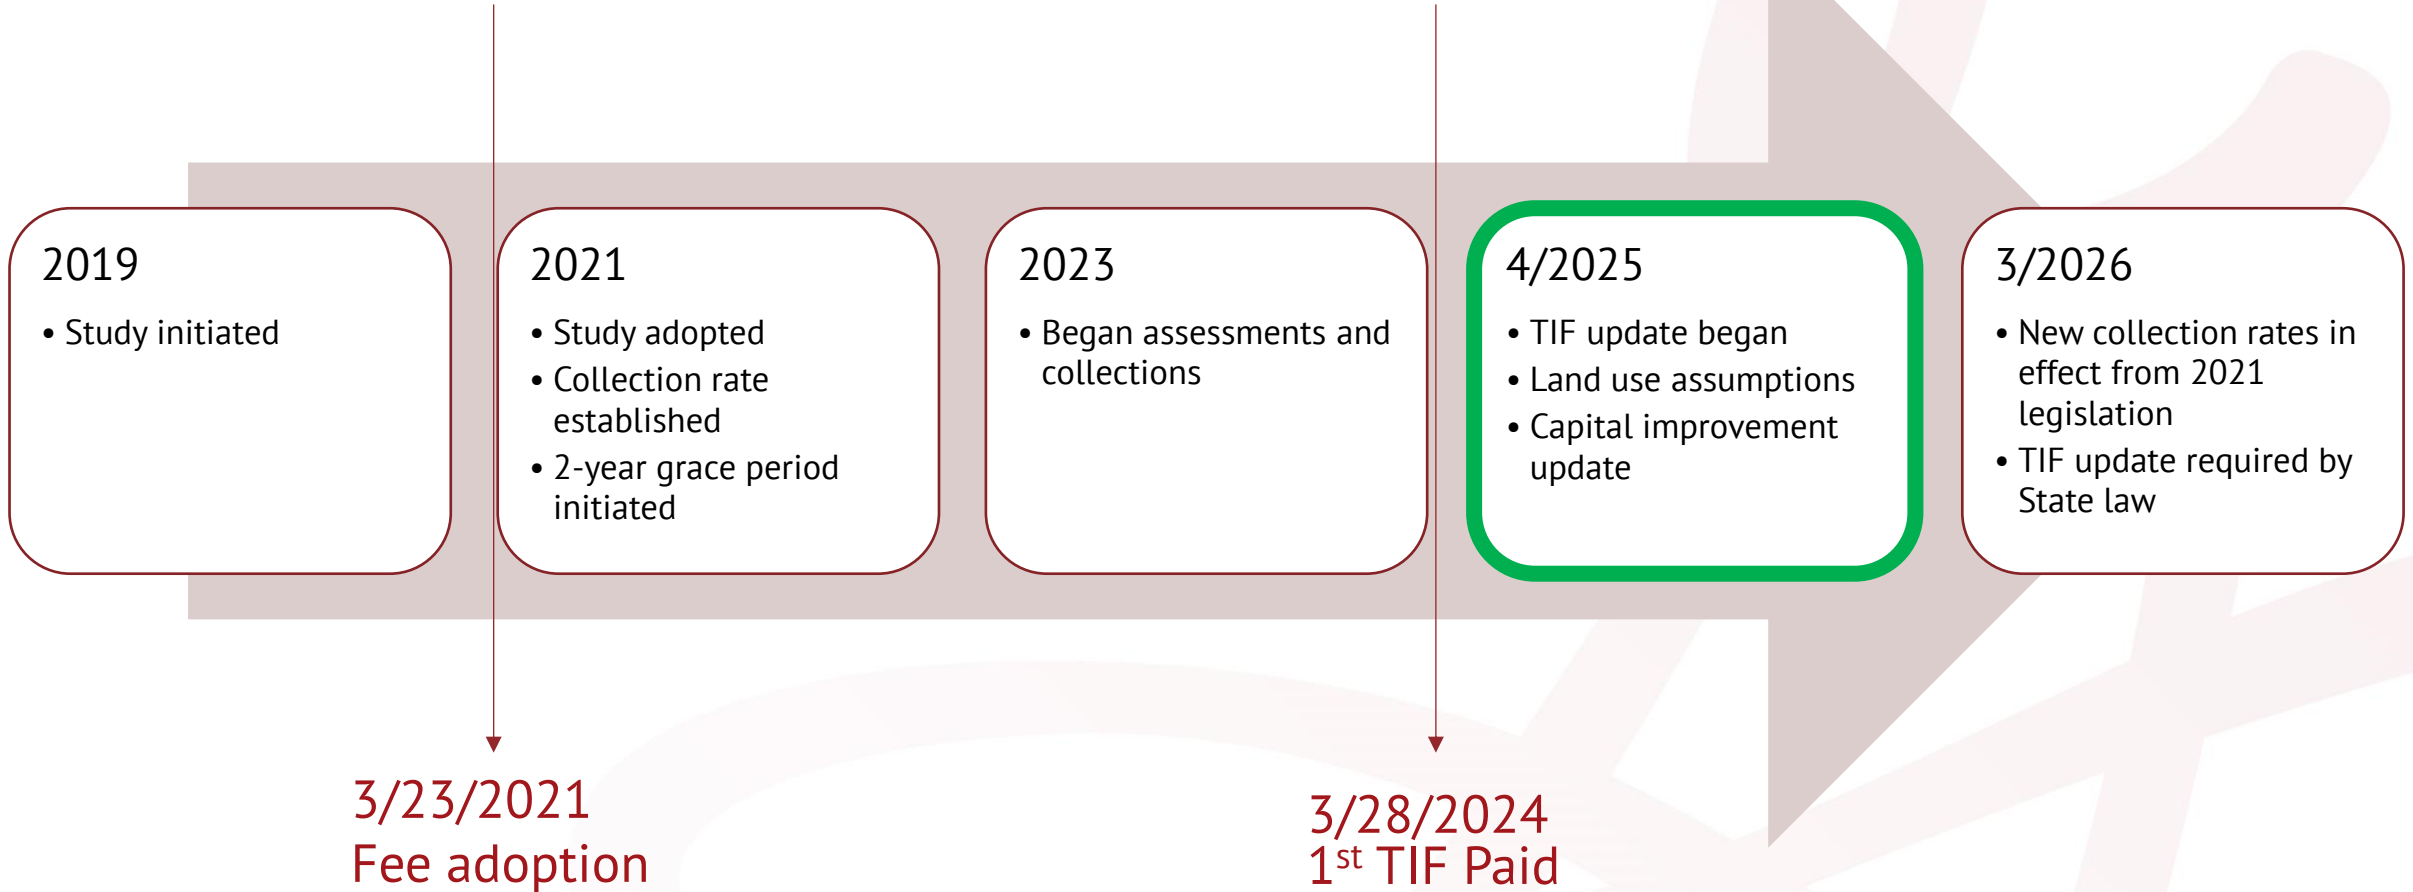 2019
• Study initiated
2021
• Study adopted
• Collection rate
established
• 2-year grace period
initiated
2023
• Began assessments and
collections
4/2025
• TIF update began
• Land use assumptions
• Capital improvement
update
3/2026
• New collection rates in
effect from 2021
legislation
• TIF update required by
State law
3/23/2021
Fee adoption
3/28/2024
1st TIF Paid